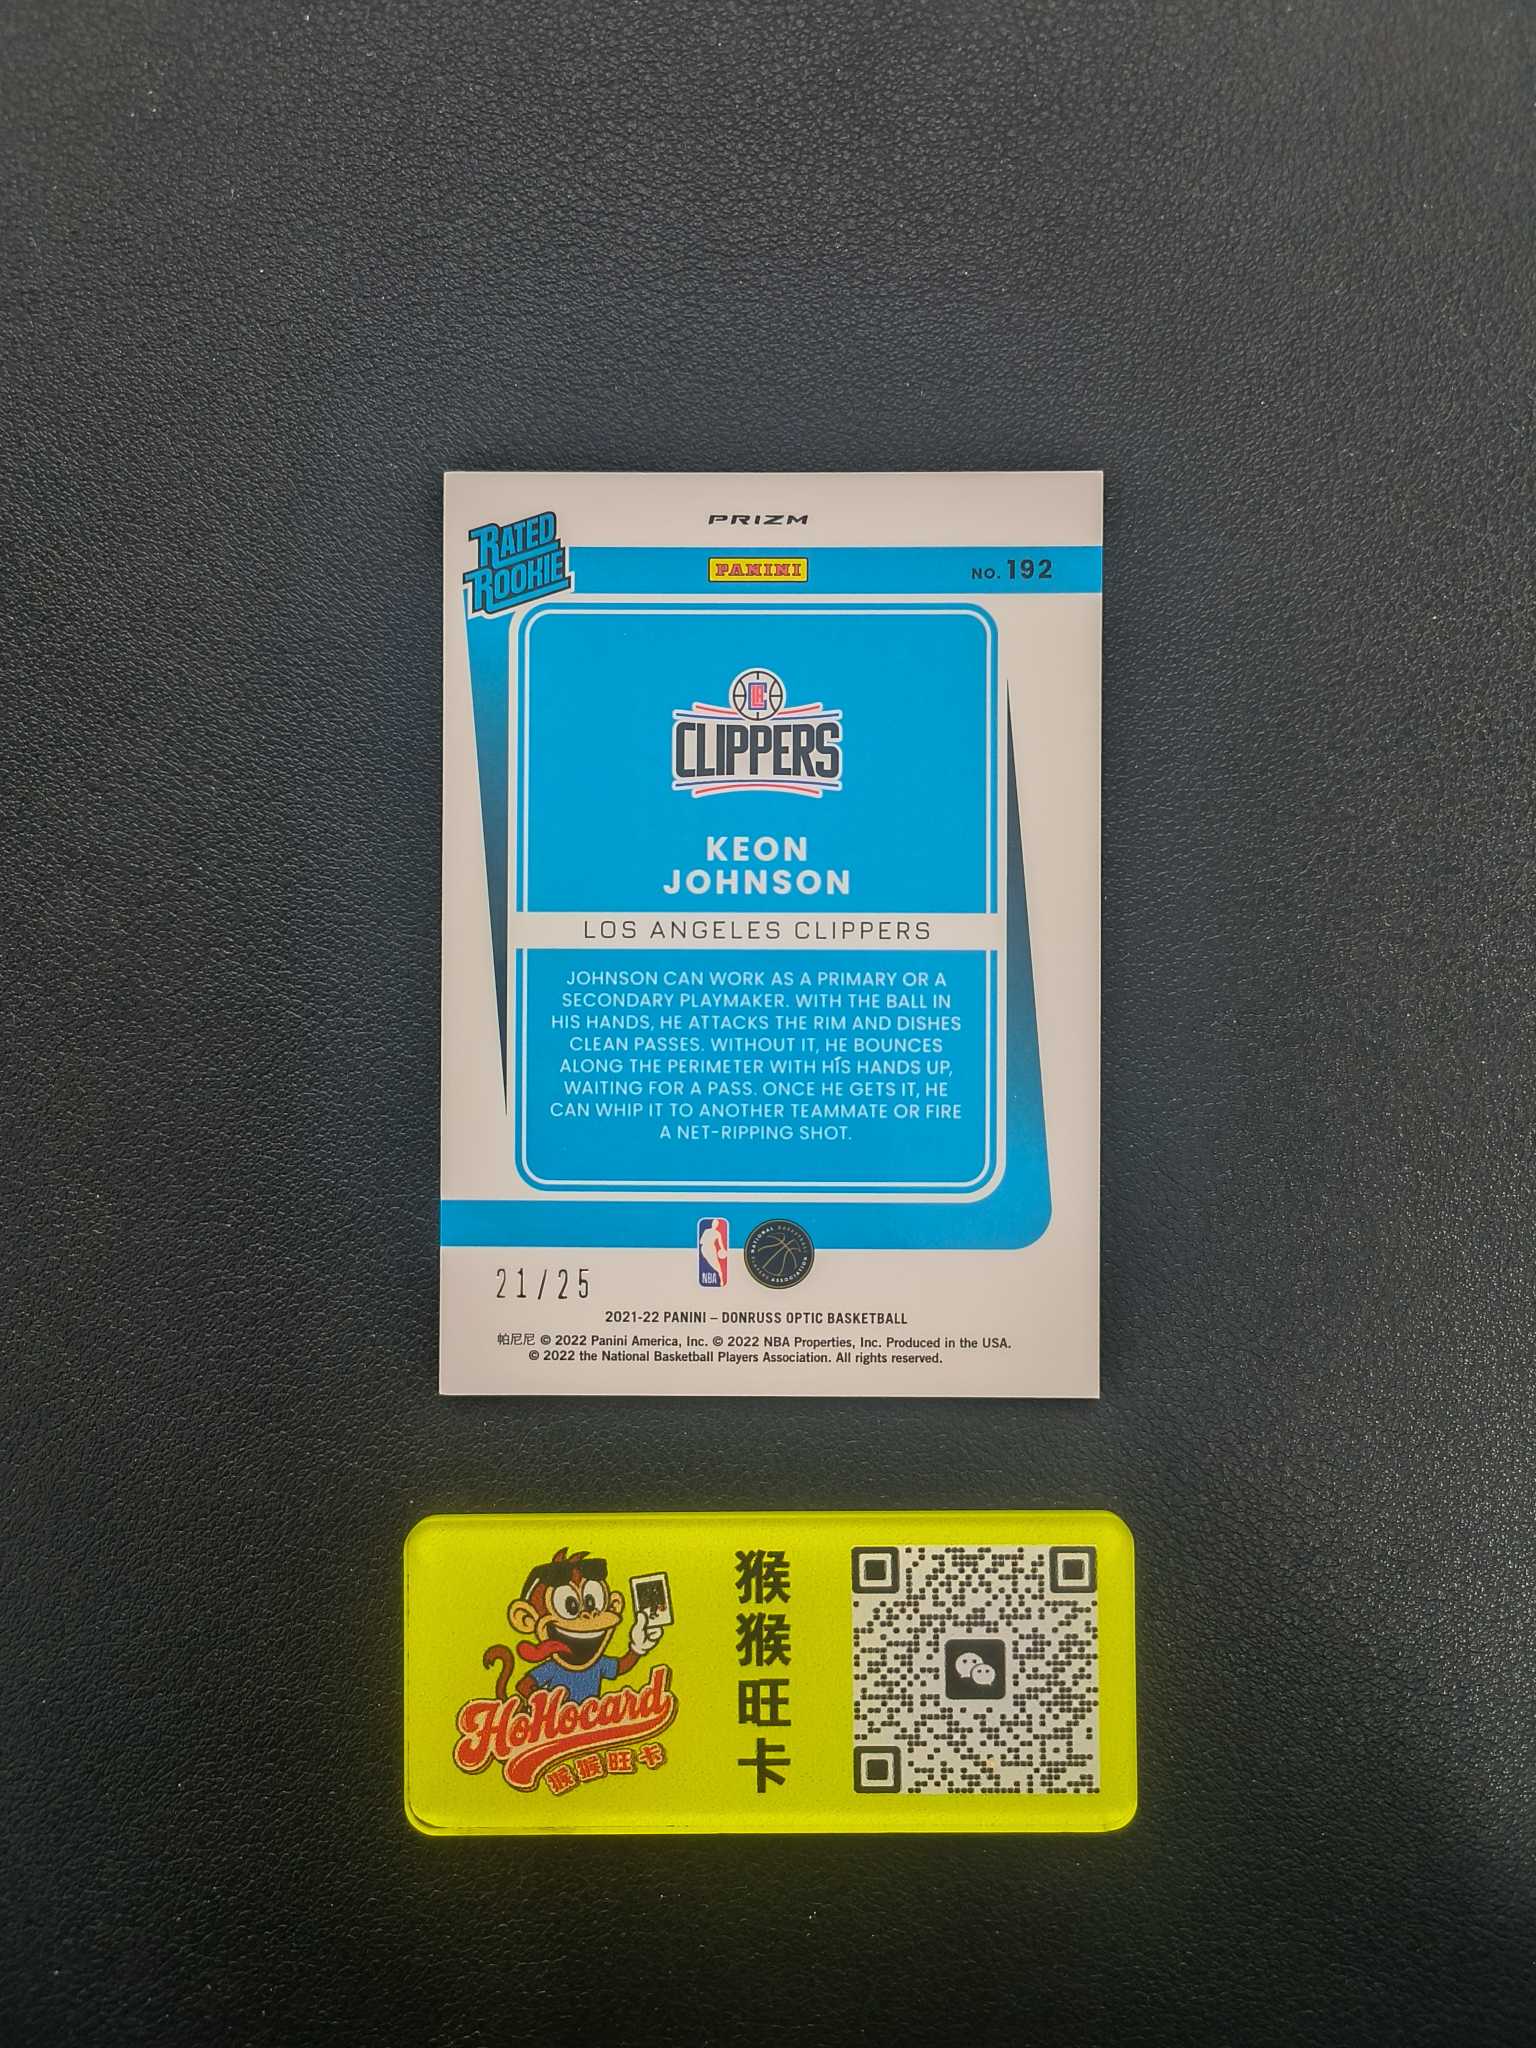 PRIZM
RATED
ROOKIE
PANINI
NO. 192
LA
CLIPPERS
KEON
JOHNSON
LOS ANGELES CLIPPERS
JOHNSON CAN WORK AS A PRIMARY OR A
SECONDARY PLAYMAKER. WITH THE BALL IN
HIS HANDS, HE ATTACKS THE RIM AND DISHES
CLEAN PASSES. WITHOUT IT, HE BOUNCES
ALONG THE PERIMETER WITH HIS HANDS UP,
WAITING FOR A PASS. ONCE HE GETS IT, HE
CAN WHIP IT TO ANOTHER TEAMMATE OR FIRE
A NET-RIPPING SHOT.
NBA
NATIONAL BASKETBALL PLAYERS ASSOCIATION
21/25
2021-22 PANINI – DONRUSS OPTIC BASKETBALL
帕尼尼 © 2022 Panini America, Inc. © 2022 NBA Properties, Inc. Produced in the USA.
© 2022 the National Basketball Players Association. All rights reserved.
HoHocard
猴猴旺卡
猴猴旺卡